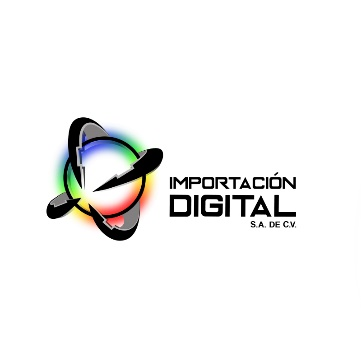 IMPORTACIÓN
DIGITAL
S.A. DE C.V.